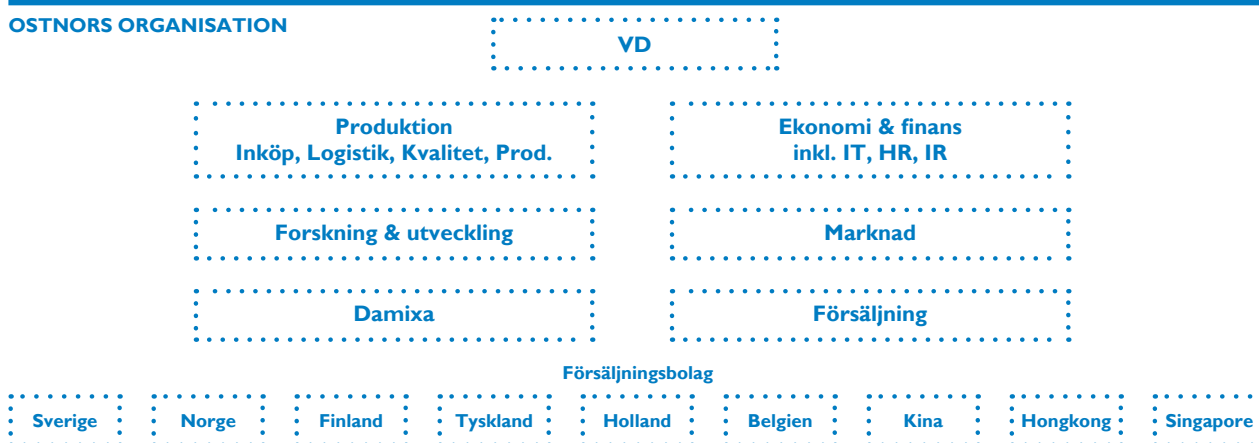 OSTNORS ORGANISATION
VD
Produktion
Inköp, Logistik, Kvalitet, Prod.
Ekonomi & finans
inkl. IT, HR, IR
Forskning & utveckling
Marknad
Damixa
Försäljning
Försäljningsbolag
Sverige
Norge
Finland
Tyskland
Holland
Belgien
Kina
Hongkong
Singapore